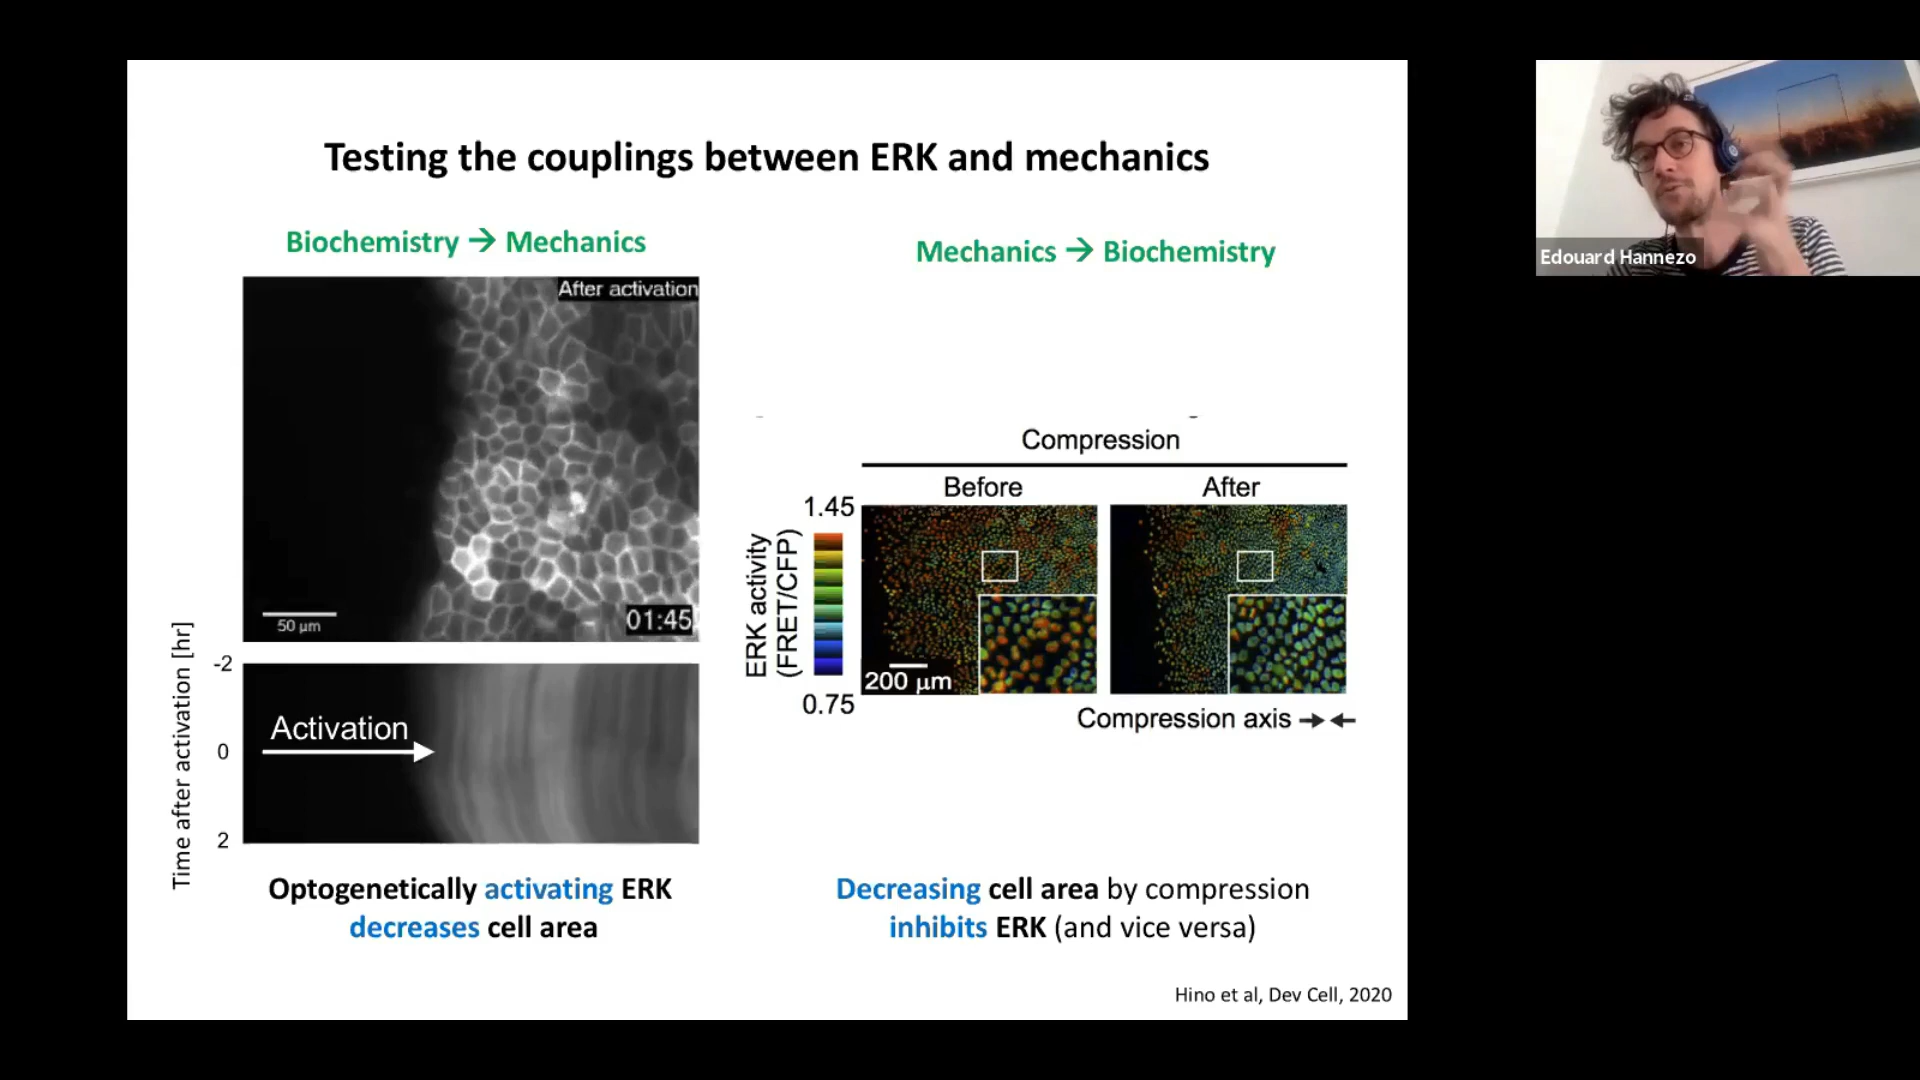 Testing the couplings between ERK and mechanics
Biochemistry → Mechanics
After activation
50 μm
01:45
Time after activation [hr]
-2
0
2
Activation
Optogenetically activating ERK
decreases cell area
Mechanics → Biochemistry
Compression
Before
After
1.45
ERK activity
(FRET/CFP)
0.75
200 μm
Compression axis
Decreasing cell area by compression
inhibits ERK (and vice versa)
Hino et al, Dev Cell, 2020
Edouard Hannezo